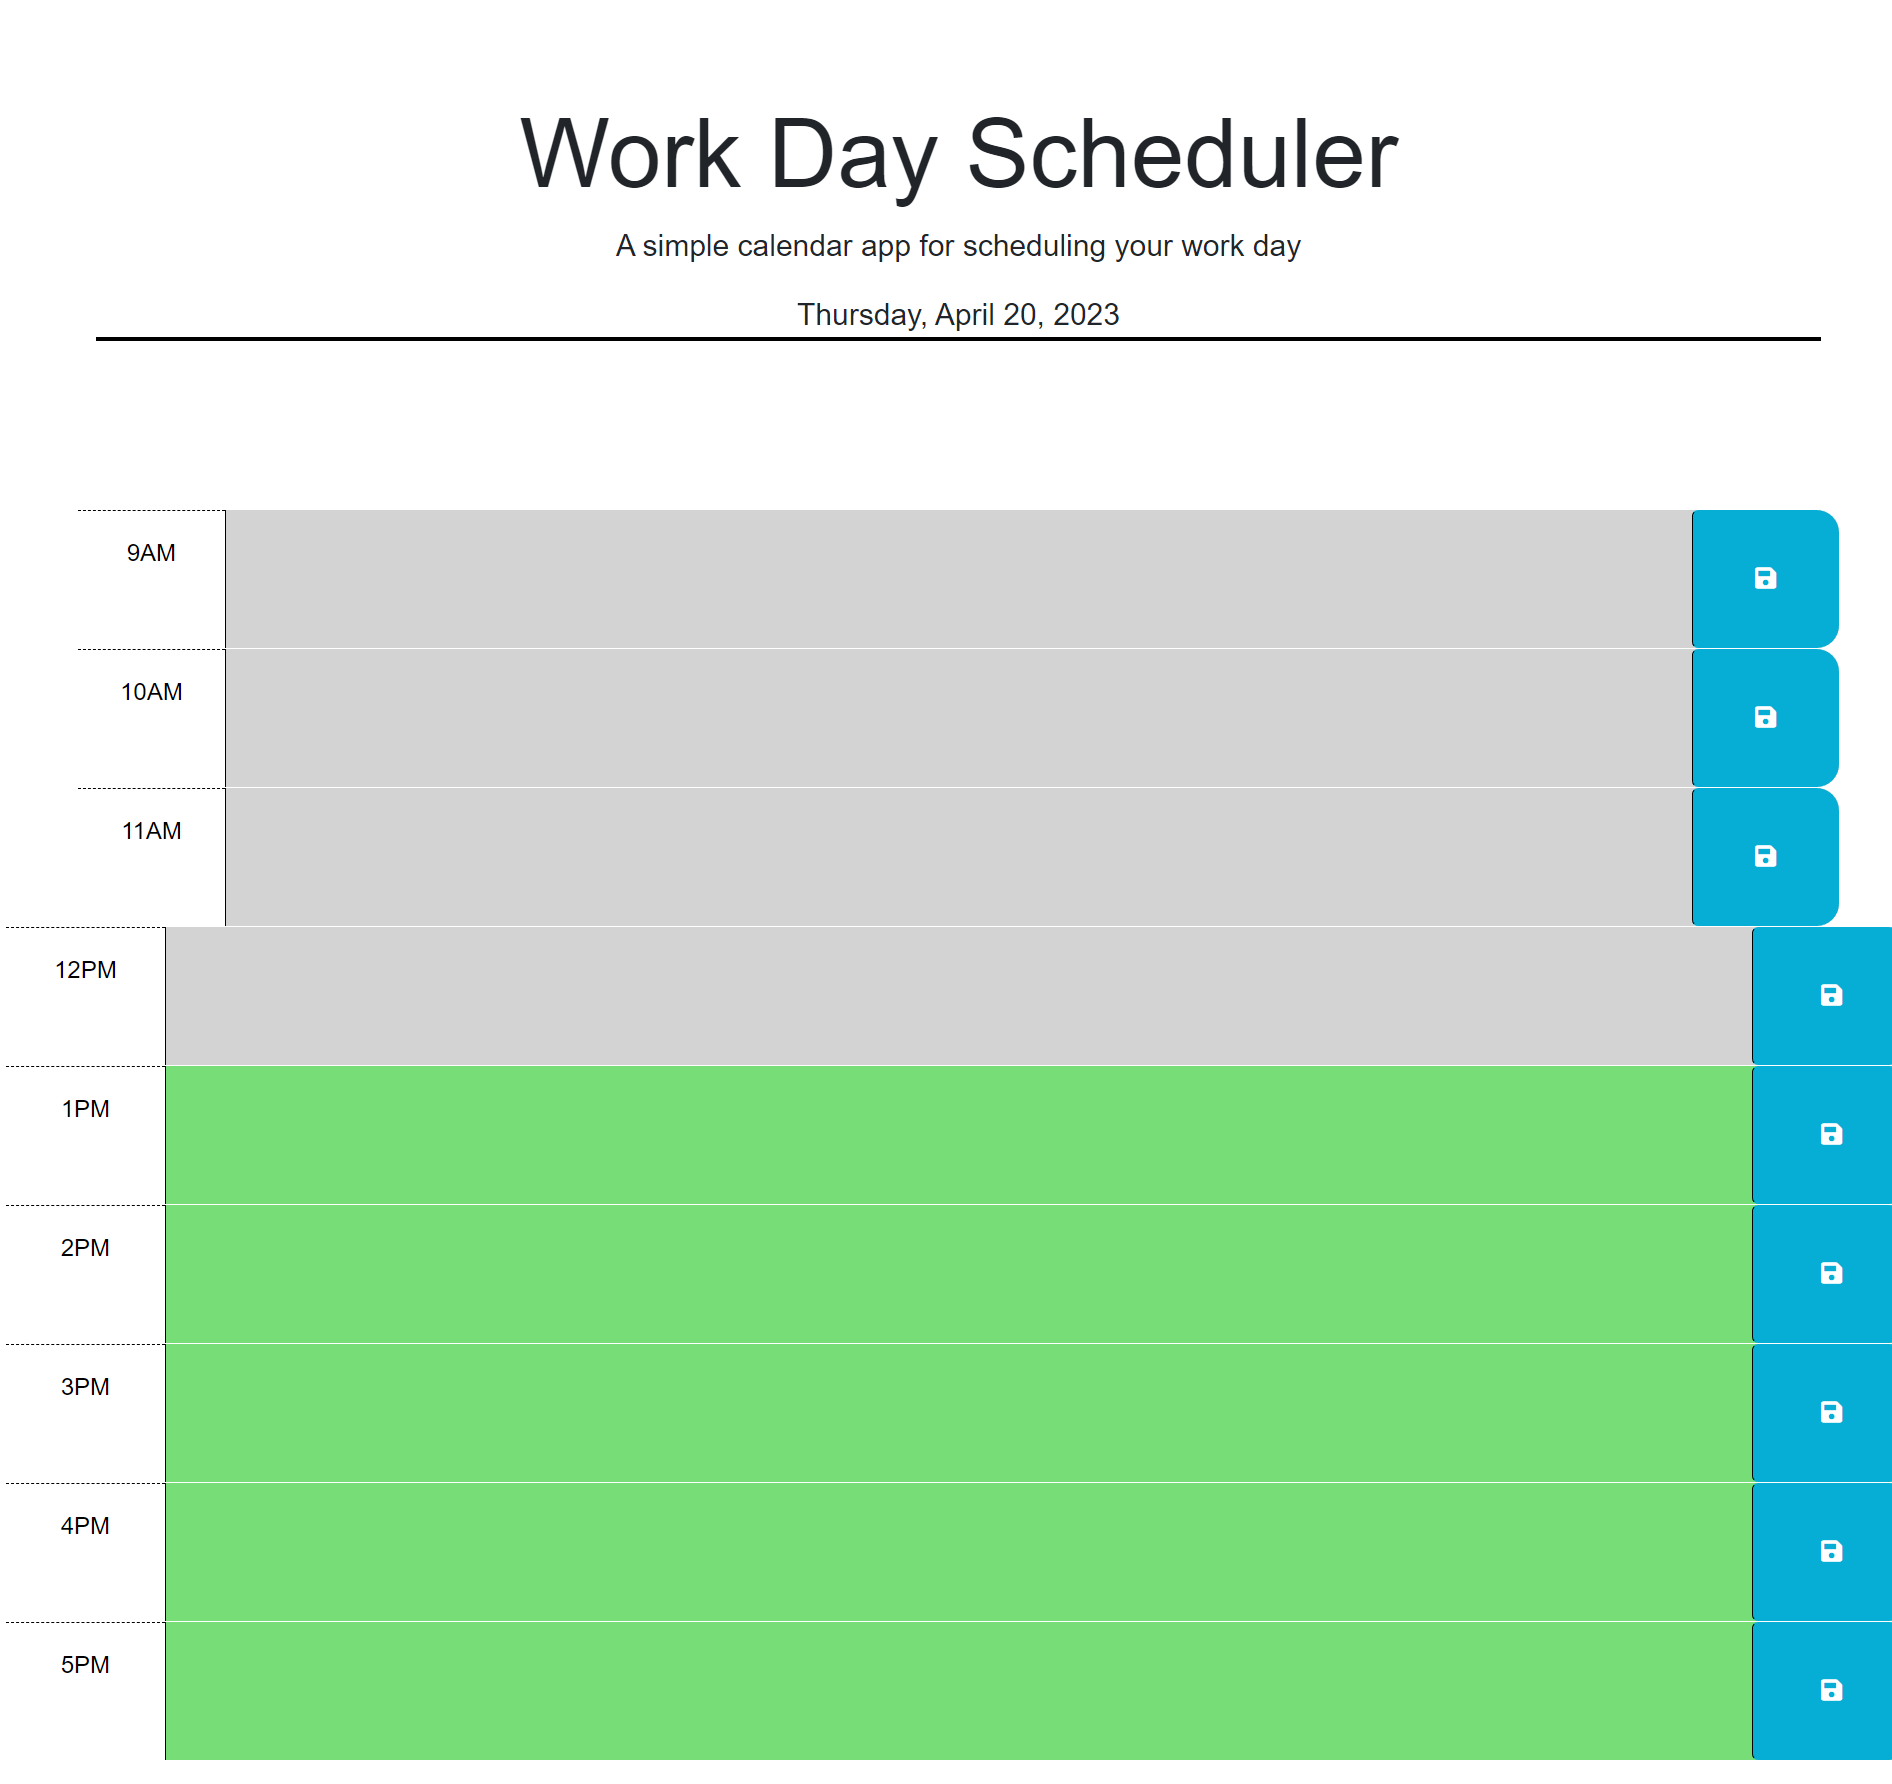 Work Day Scheduler
A simple calendar app for scheduling your work day
Thursday, April 20, 2023
9AM
10AM
11AM
12PM
1PM
2PM
3PM
4PM
5PM